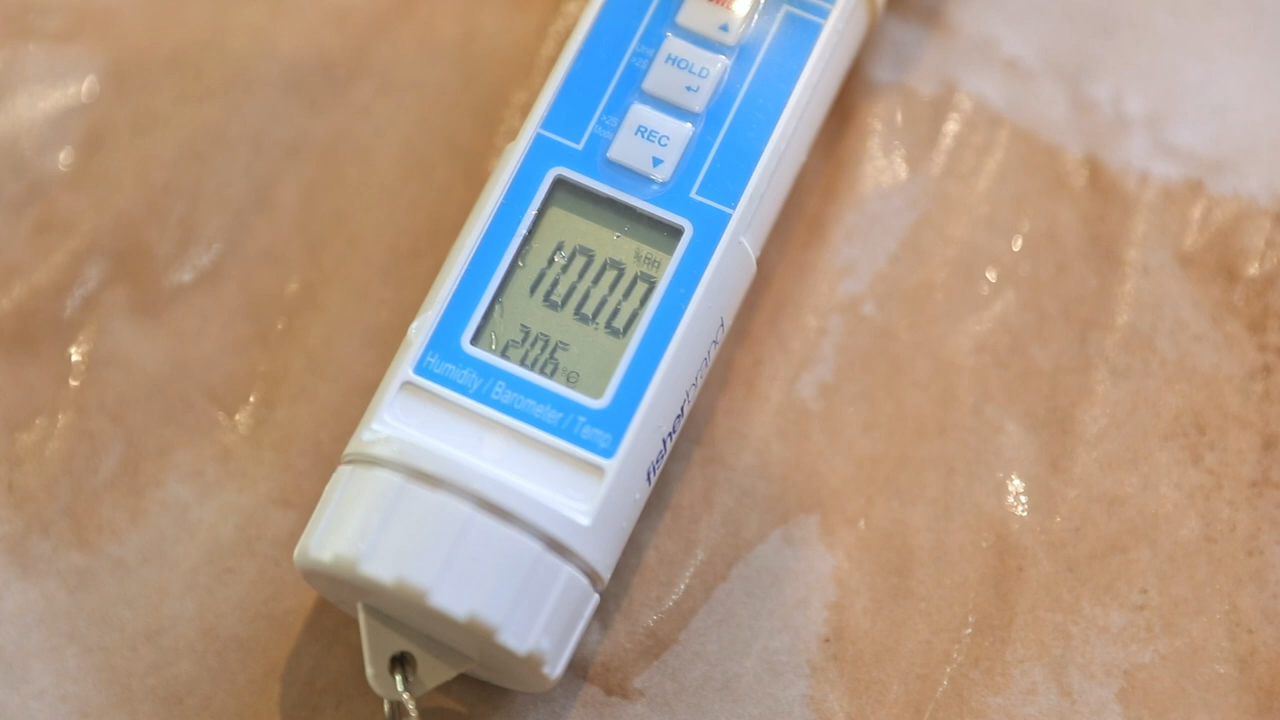 HOLD
REC
%RH
100.0
20.6
Humidity / Barometer / Temp.
fisherbrand